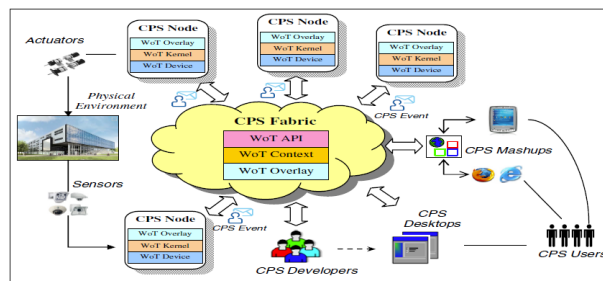 Actuators
CPS Node
WoT Overlay
WoT Kernel
WoT Device
CPS Node
WoT Overlay
WoT Kernel
WoT Device
CPS Node
WoT Overlay
WoT Kernel
WoT Device
Physical
Environment
CPS Event
CPS Fabric
WoT API
WoT Context
WoT Overlay
CPS Mashups
Sensors
CPS Node
WoT Overlay
WoT Kernel
WoT Device
CPS Event
CPS Developers
CPS
Desktops
CPS Users